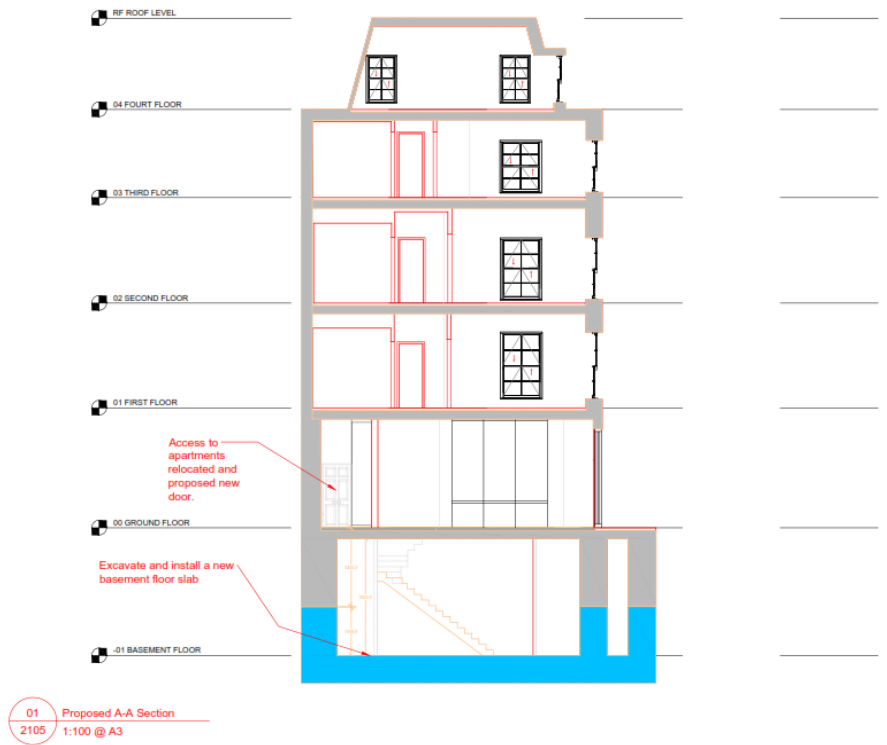 RF ROOF LEVEL
04 FOURT FLOOR
03 THIRD FLOOR
02 SECOND FLOOR
01 FIRST FLOOR
Access to
apartments
relocated and
proposed new
door.
00 GROUND FLOOR
Excavate and install a new
basement floor slab
-01 BASEMENT FLOOR
01
Proposed A-A Section
2105
1:100 @ A3